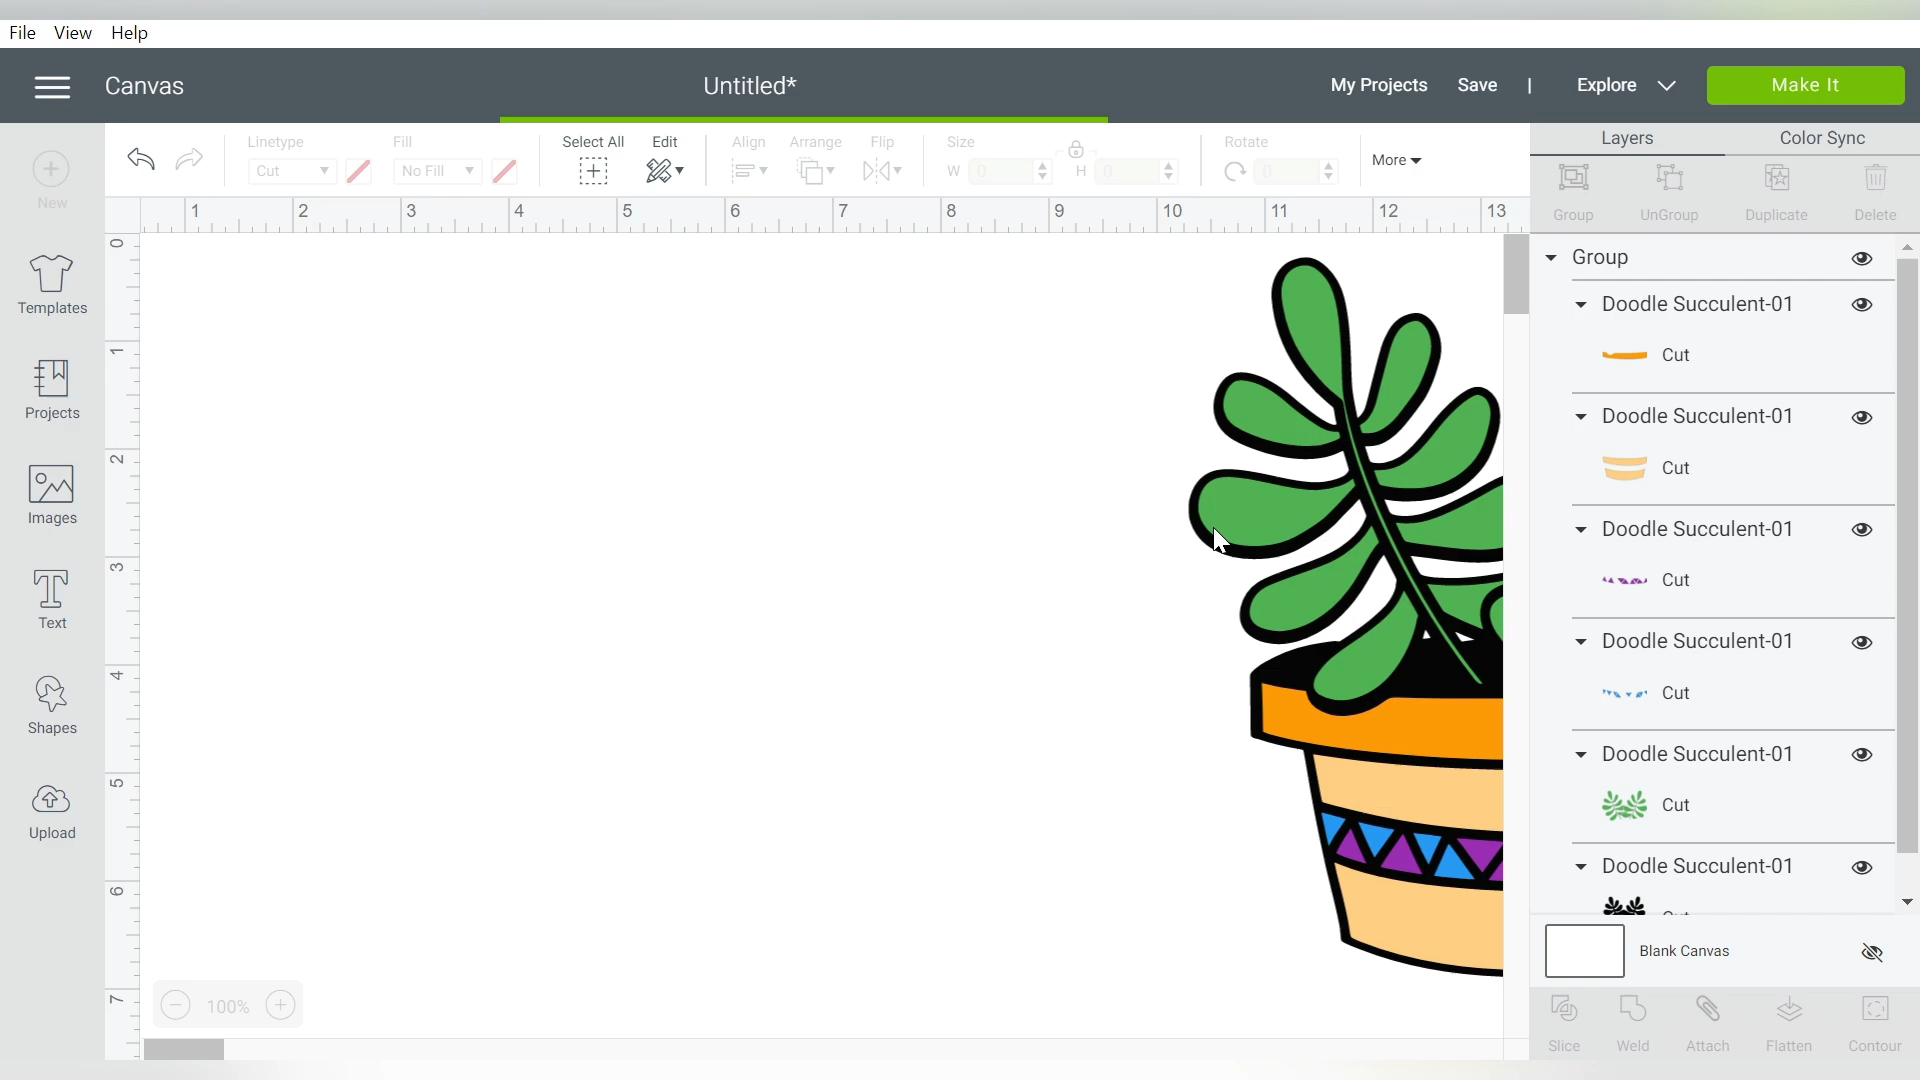 File View Help
Canvas Untitled* My Projects Save | Explore Make It
New
Templates
Projects
Images
Text
Shapes
Upload
Linetype Fill Select All Edit Align Arrange Flip Size Rotate
Cut No Fill W 0 H 0 0 More
1 2 3 4 5 6 7 8 9 10 11 12 13
0
1
2
3
4
5
6
7
100%
Layers Color Sync
Group UnGroup Duplicate Delete
Group
Doodle Succulent-01
Cut
Doodle Succulent-01
Cut
Doodle Succulent-01
Cut
Doodle Succulent-01
Cut
Doodle Succulent-01
Cut
Doodle Succulent-01
Blank Canvas
Slice Weld Attach Flatten Contour